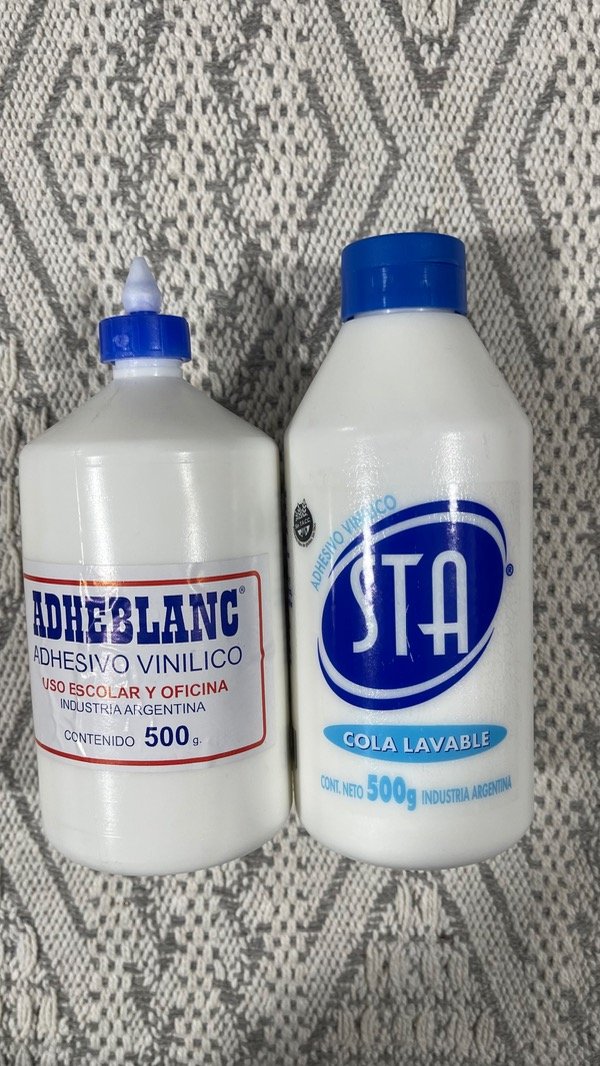 ADHEBLANC®
ADHESIVO VINILICO
USO ESCOLAR Y OFICINA
INDUSTRIA ARGENTINA
CONTENIDO 500 g.
ADHESIVO VINILICO
STA®
COLA LAVABLE
CONT. NETO 500g INDUSTRIA ARGENTINA